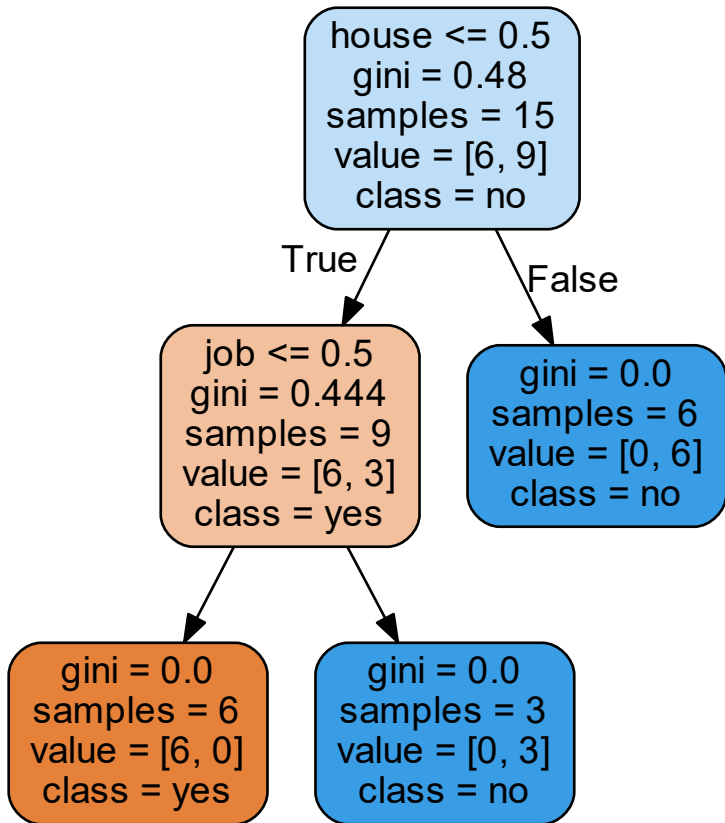 house <= 0.5
gini = 0.48
samples = 15
value = [6, 9]
class = no
True
False
job <= 0.5
gini = 0.444
samples = 9
value = [6, 3]
class = yes
gini = 0.0
samples = 6
value = [0, 6]
class = no
gini = 0.0
samples = 6
value = [6, 0]
class = yes
gini = 0.0
samples = 3
value = [0, 3]
class = no